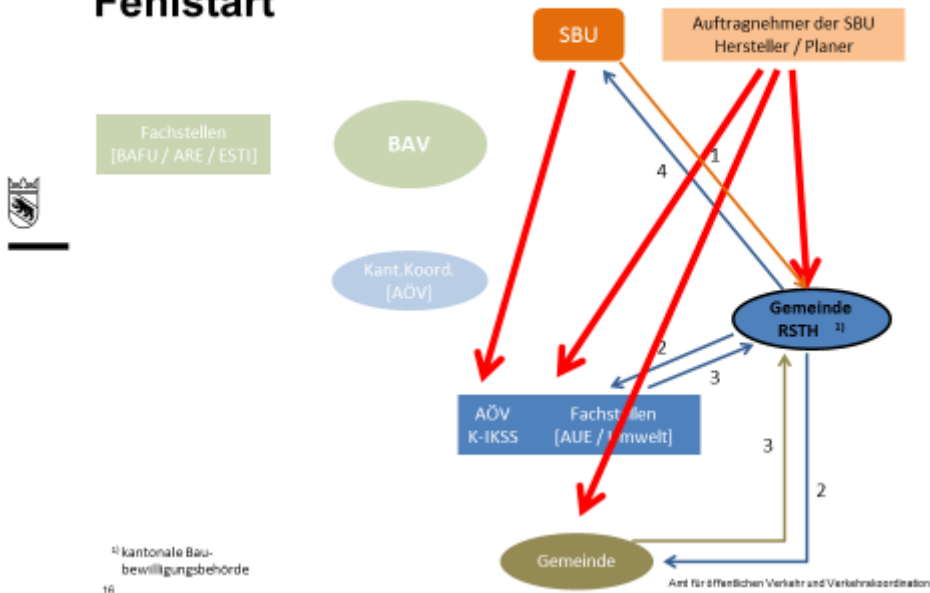 Fehlstart
SBU
Auftragnehmer der SBU
Hersteller / Planer
Fachstellen
[BAFU / ARE / ESTI]
BAV
1
4
Kant.Koord.
[AÖV]
Gemeinde
RSTH 1)
2
3
AÖV
K-IKSS
Fachstellen
[AUE / Umwelt]
3
2
Gemeinde
1) kantonale Bau-
bewilligungsbehörde
16
Amt für öffentlichen Verkehr und Verkehrskoordination